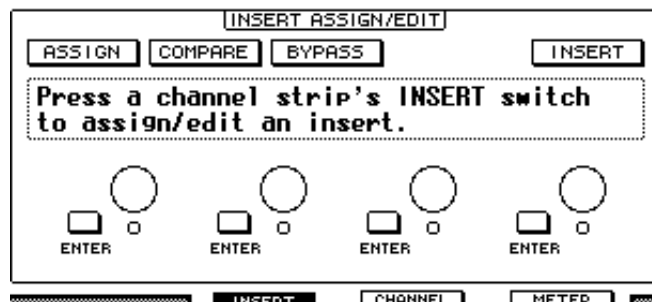 INSERT ASSIGN/EDIT
ASSIGN COMPARE BYPASS INSERT
Press a channel strip's INSERT switch
to assign/edit an insert.
ENTER ENTER ENTER ENTER
INSERT CHANNEL METER